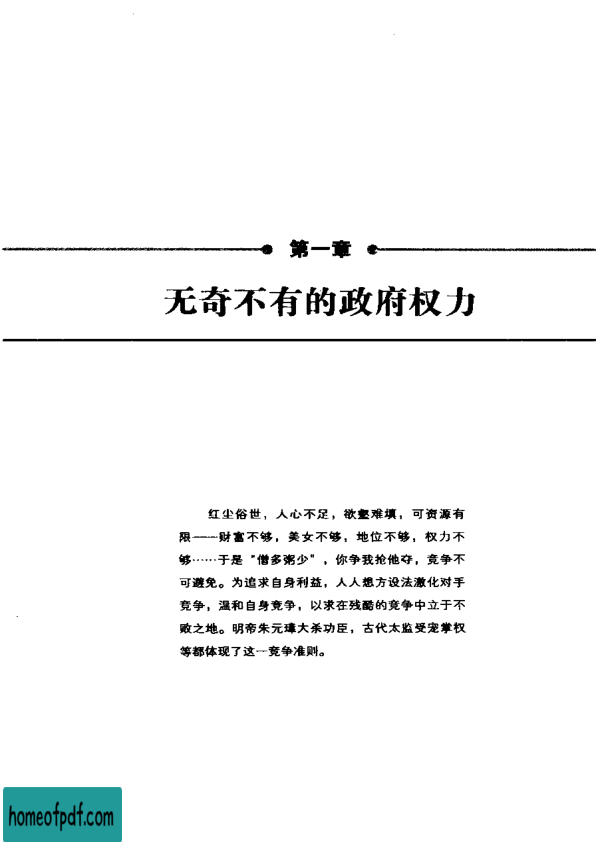 第一章
无奇不有的政府权力
红尘俗世，人心不足，欲壑难填，可资源有
限——财富不够，美女不够，地位不够，权力不
够……于是“僧多粥少”，你争我抢他夺，竞争不
可避免。为追求自身利益，人人想方设法激化对手
竞争，温和自身竞争，以求在残酷的竞争中立于不
败之地。明帝朱元璋大杀功臣，古代太监受宠掌权
等都体现了这一竞争准则。
homeofpdf.com